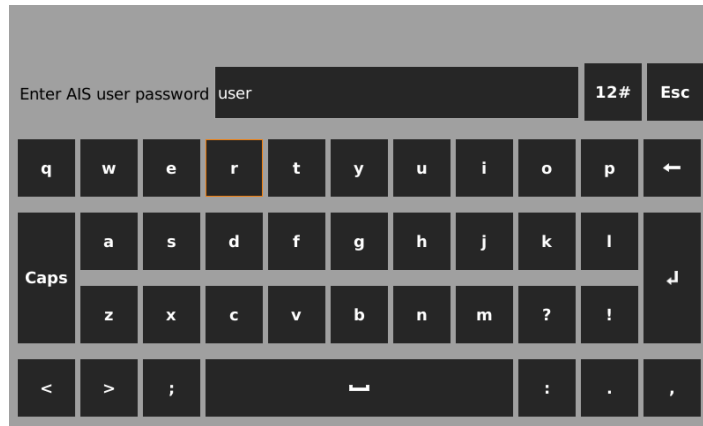 Enter AIS user password user 12# Esc
q w e r t y u i o p ←
a s d f g h j k l
Caps ↲
z x c v b n m ? !
< > ; ⎵ : . ,